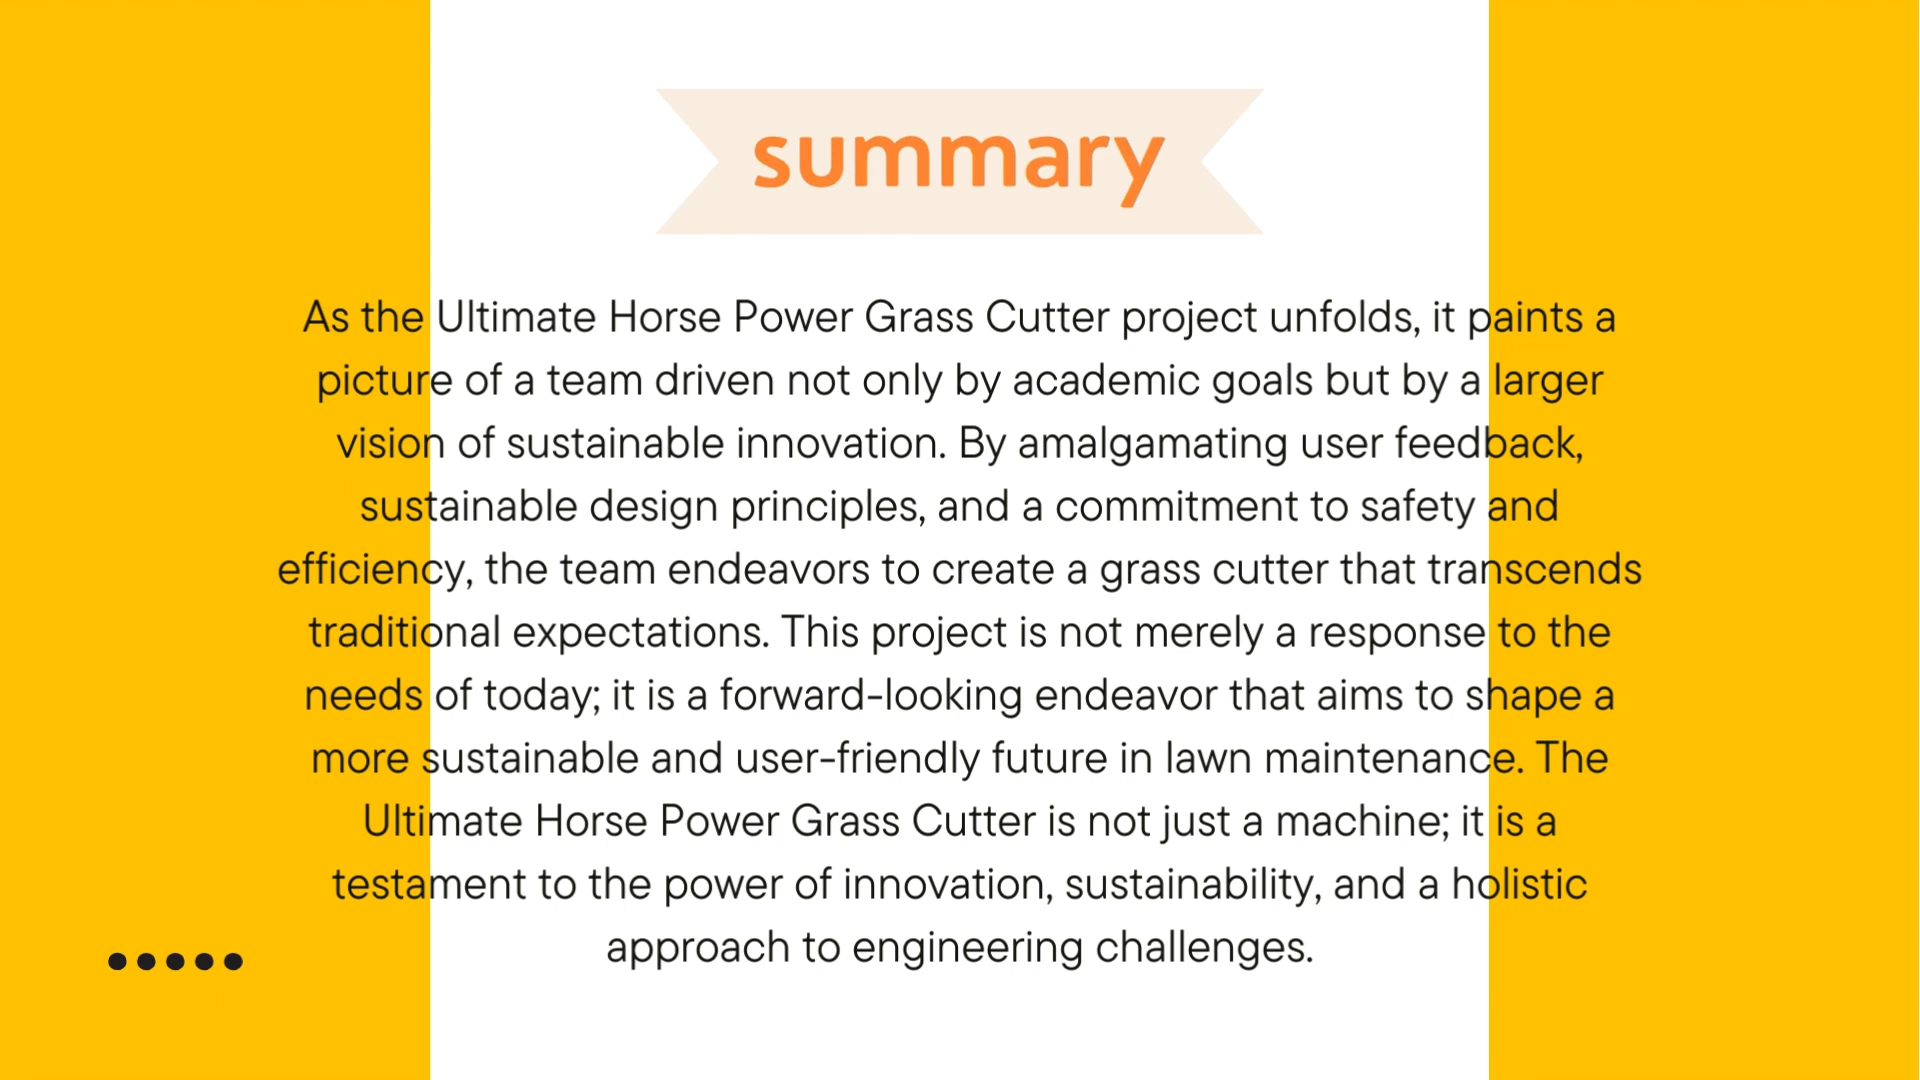 summary
As the Ultimate Horse Power Grass Cutter project unfolds, it paints a
picture of a team driven not only by academic goals but by a larger
vision of sustainable innovation. By amalgamating user feedback,
sustainable design principles, and a commitment to safety and
efficiency, the team endeavors to create a grass cutter that transcends
traditional expectations. This project is not merely a response to the
needs of today; it is a forward-looking endeavor that aims to shape a
more sustainable and user-friendly future in lawn maintenance. The
Ultimate Horse Power Grass Cutter is not just a machine; it is a
testament to the power of innovation, sustainability, and a holistic
approach to engineering challenges.